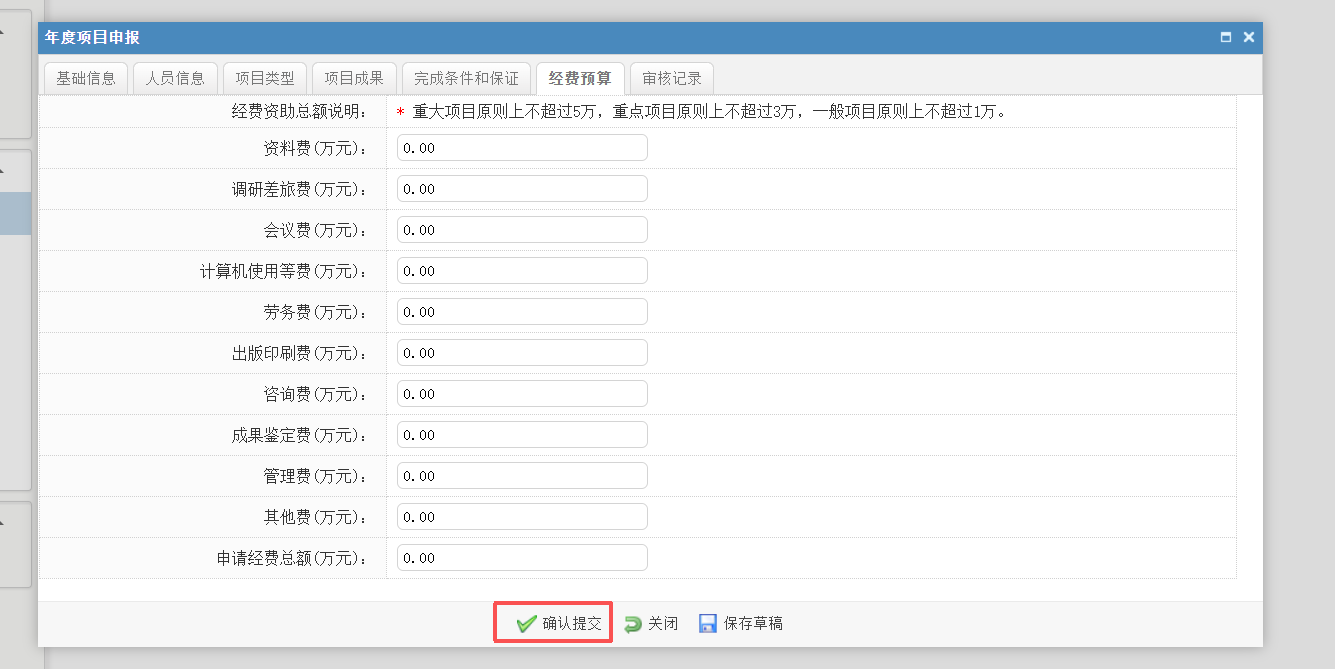 年度项目申报
基础信息 人员信息 项目类型 项目成果 完成条件和保证 经费预算 审核记录
经费资助总额说明： * 重大项目原则上不超过5万，重点项目原则上不超过3万，一般项目原则上不超过1万。
资料费(万元)： 0.00
调研差旅费(万元)： 0.00
会议费(万元)： 0.00
计算机使用等费(万元)： 0.00
劳务费(万元)： 0.00
出版印刷费(万元)： 0.00
咨询费(万元)： 0.00
成果鉴定费(万元)： 0.00
管理费(万元)： 0.00
其他费(万元)： 0.00
申请经费总额(万元)： 0.00
确认提交 关闭 保存草稿